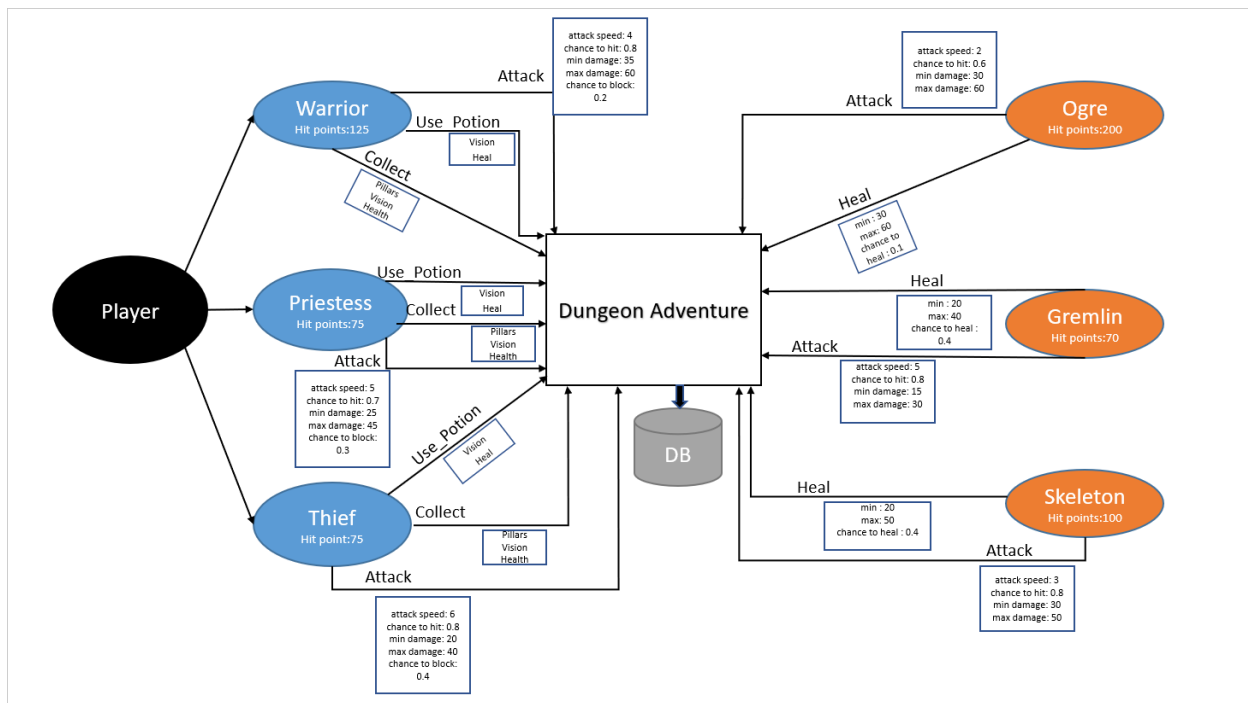 Player
Warrior
Hit points:125
Attack
attack speed: 4
chance to hit: 0.8
min damage: 35
max damage: 60
chance to block:
0.2
Use_Potion
Vision
Heal
Collect
Pillars
Vision
Health
Priestess
Hit points:75
Use_Potion
Vision
Heal
Collect
Pillars
Vision
Health
Attack
attack speed: 5
chance to hit: 0.7
min damage: 25
max damage: 45
chance to block:
0.3
Thief
Hit point:75
Use_Potion
Vision
Heal
Collect
Pillars
Vision
Health
Attack
attack speed: 6
chance to hit: 0.8
min damage: 20
max damage: 40
chance to block:
0.4
Dungeon Adventure
DB
Ogre
Hit points:200
Attack
attack speed: 2
chance to hit: 0.6
min damage: 30
max damage: 60
Heal
min : 30
max: 60
chance to
heal : 0.1
Gremlin
Hit points:70
Heal
min : 20
max: 40
chance to heal :
0.4
Attack
attack speed: 5
chance to hit: 0.8
min damage: 15
max damage: 30
Skeleton
Hit points:100
Heal
min : 20
max: 50
chance to heal : 0.4
Attack
attack speed: 3
chance to hit: 0.8
min damage: 30
max damage: 50